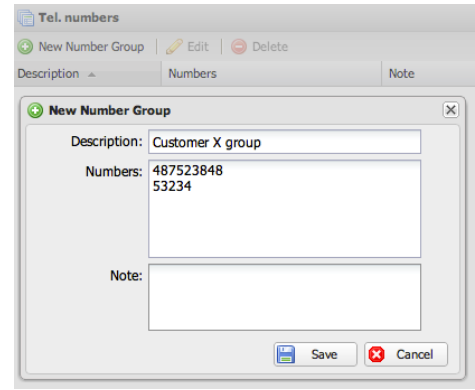 Tel. numbers
New Number Group Edit Delete
Description Numbers Note
New Number Group
Description: Customer X group
Numbers: 487523848
53234
Note:
Save Cancel